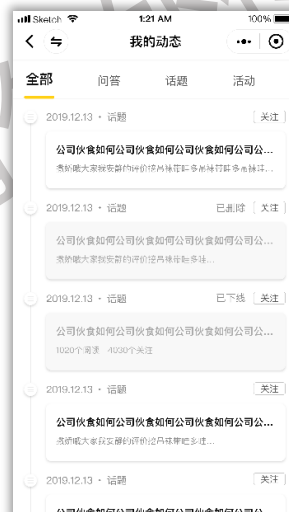 Sketch 1:21 AM 100%
我的动态
全部 问答 话题 活动
2019.12.13 · 话题 关注
公司伙食如何公司伙食如何公司伙食如何公司公...
2019.12.13 · 话题 已删除 关注
公司伙食如何公司伙食如何公司伙食如何公司公...
2019.12.13 · 话题 已下线 关注
公司伙食如何公司伙食如何公司伙食如何公司公...
1020个阅读 4030个关注
2019.12.13 · 话题 关注
公司伙食如何公司伙食如何公司伙食如何公司公...
2019.12.13 · 话题 关注
公司伙食如何公司伙食如何公司伙食如何公司公...